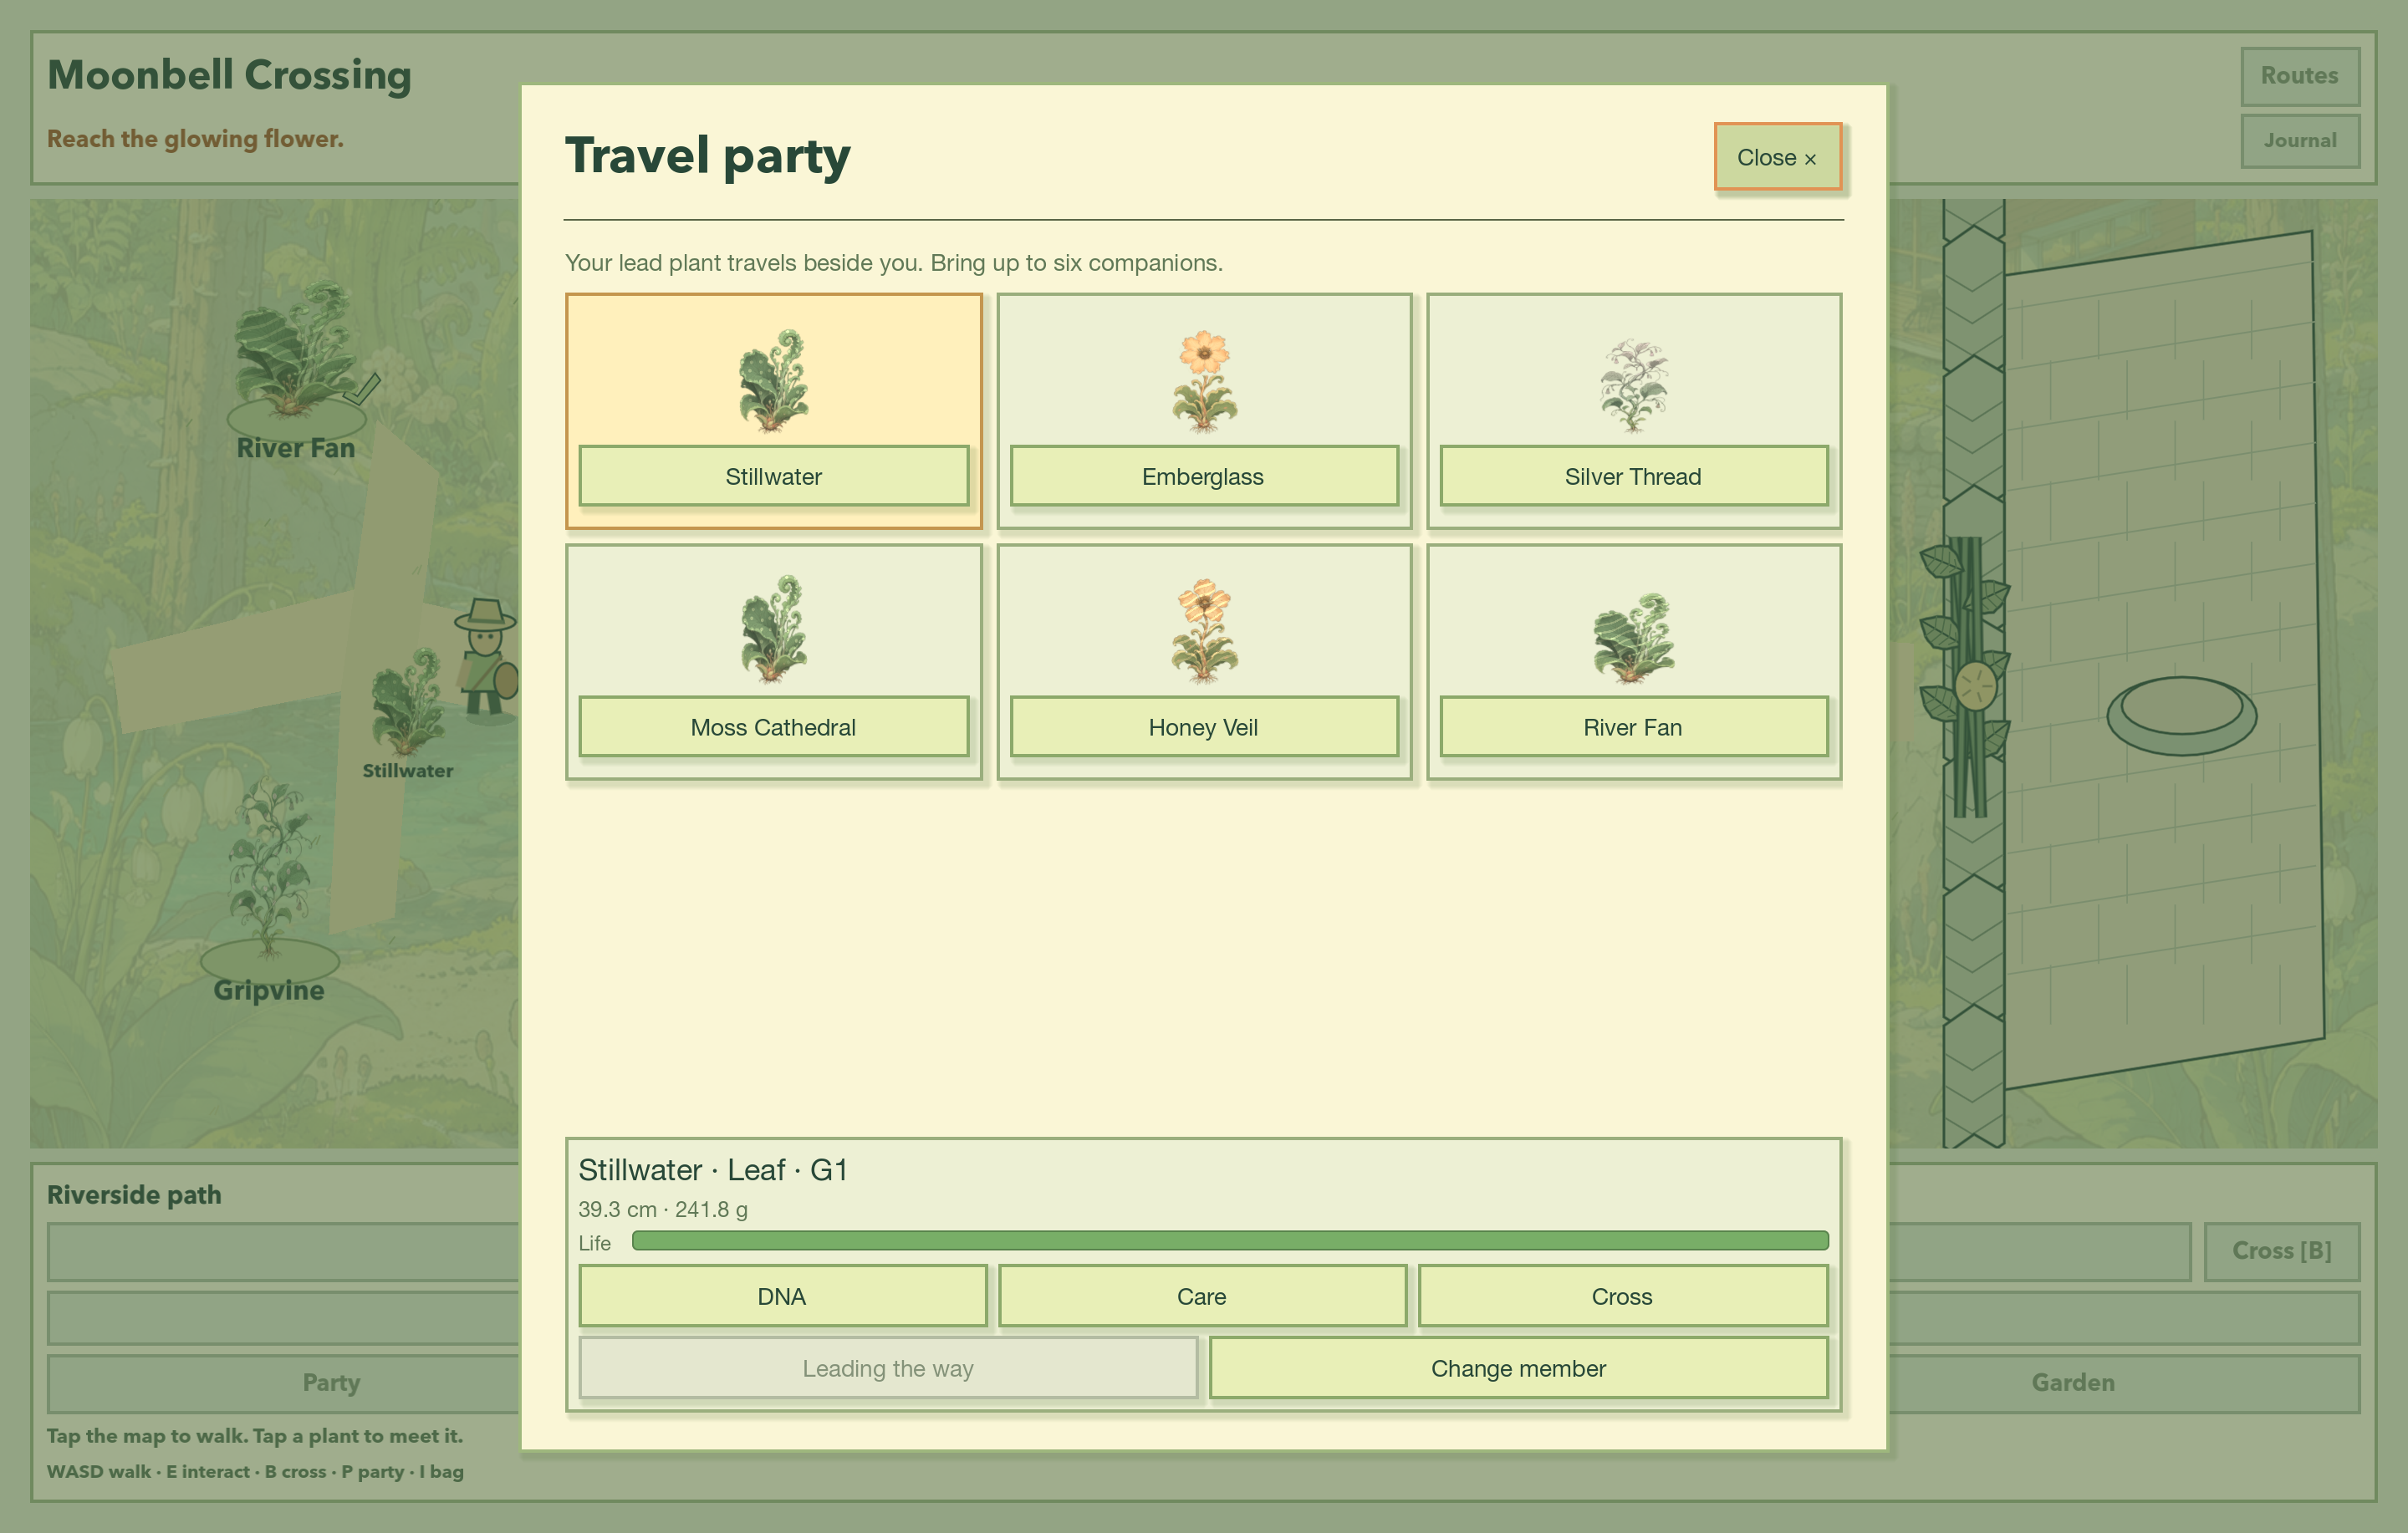 Moonbell Crossing
Reach the glowing flower.
Routes
Journal
Travel party
Close ×
Your lead plant travels beside you. Bring up to six companions.
Stillwater
Emberglass
Silver Thread
Moss Cathedral
Honey Veil
River Fan
River Fan
Stillwater
Gripvine
Stillwater · Leaf · G1
39.3 cm · 241.8 g
Life
DNA
Care
Cross
Leading the way
Change member
Riverside path
Cross [B]
Party
Garden
Tap the map to walk. Tap a plant to meet it.
WASD walk · E interact · B cross · P party · I bag